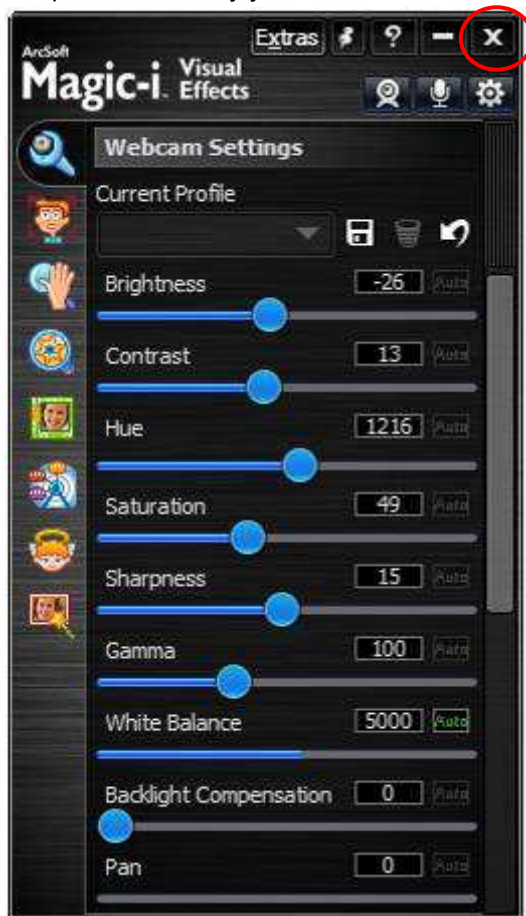 Extras ? X
ArcSoft
Magic-i. Visual
Effects
Webcam Settings
Current Profile
Brightness -26 Auto
Contrast 13 Auto
Hue 1216 Auto
Saturation 49 Auto
Sharpness 15 Auto
Gamma 100 Auto
White Balance 5000 Auto
Backlight Compensation 0 Auto
Pan 0 Auto